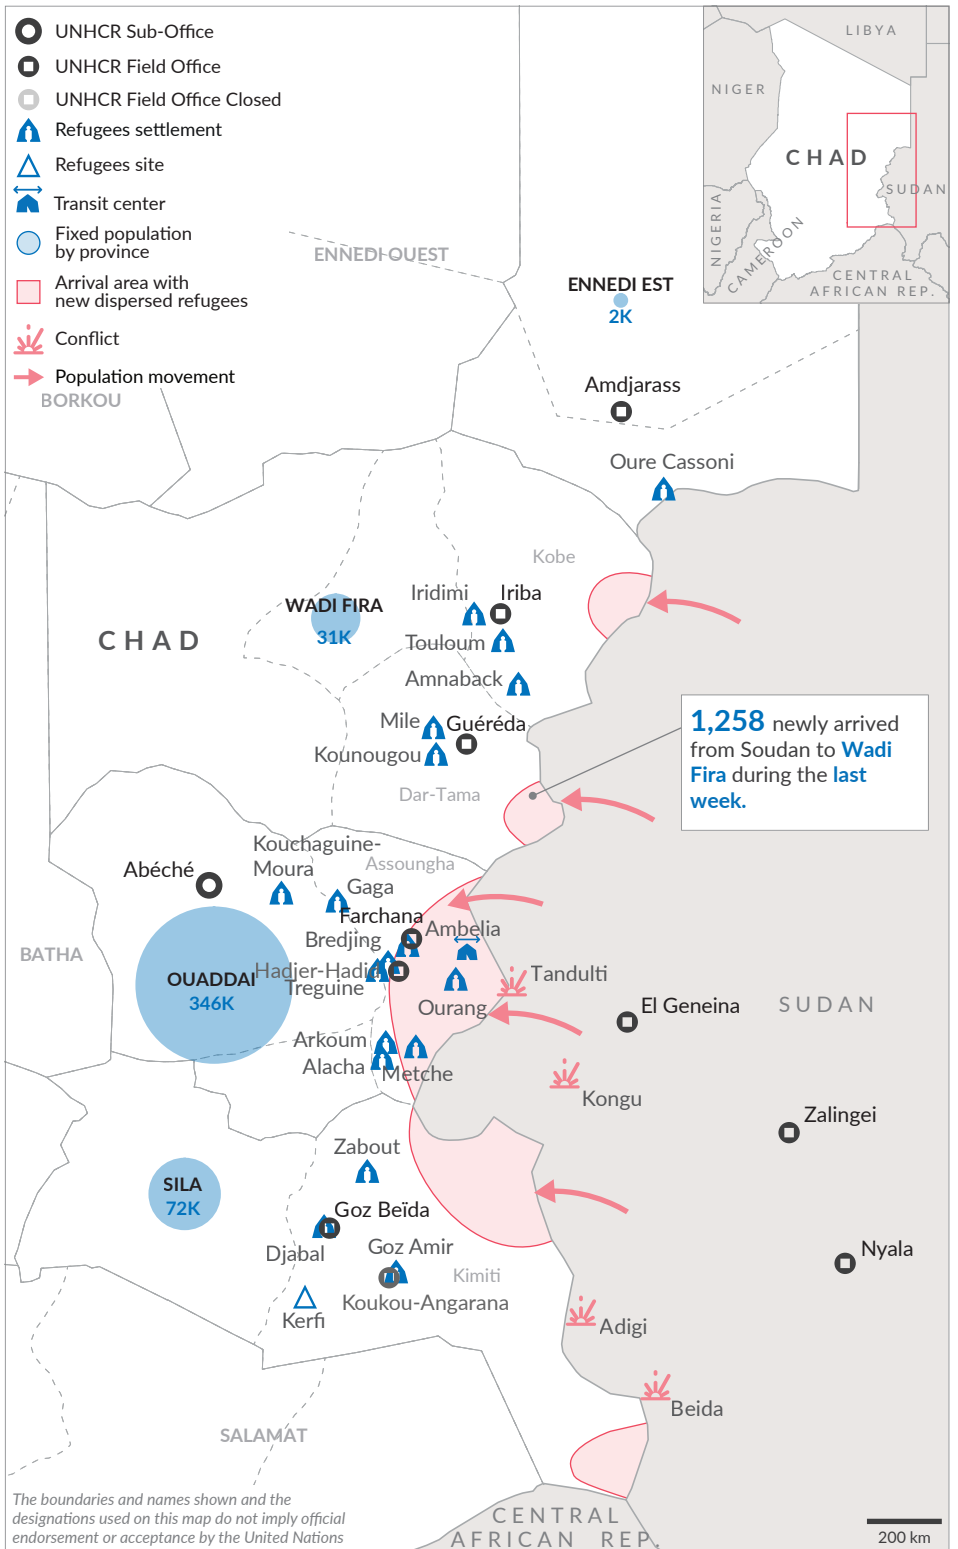 UNHCR Sub-Office
UNHCR Field Office
UNHCR Field Office Closed
Refugees settlement
Refugees site
Transit center
Fixed population
by province
Arrival area with
new dispersed refugees
Conflict
Population movement
LIBYA
NIGER
CHAD
SUDAN
NIGERIA
CAMEROON
CENTRAL
AFRICAN REP.
ENNEDI OUEST
ENNEDI EST
2K
BORKOU
Amdjarass
Oure Cassoni
Kobe
Iridimi
Iriba
WADI FIRA
31K
CHAD
Touloum
Amnaback
Mile
Guéréda
Kounougou
Dar-Tama
1,258 newly arrived
from Soudan to Wadi
Fira during the last
week.
Kouchaguine-
Moura
Assoungha
Abéché
Gaga
Farchana
Ambelia
Bredjing
BATHA
Hadjer-Hadid
Treguine
OUADDAI
346K
Tandulti
Ourang
El Geneina
SUDAN
Arkoum
Alacha
Metche
Kongu
Zalingei
Zabout
SILA
72K
Goz Beïda
Djabal
Goz Amir
Kimiti
Nyala
Koukou-Angarana
Kerfi
Adigi
Beida
SALAMAT
The boundaries and names shown and the
designations used on this map do not imply official
endorsement or acceptance by the United Nations
CENTRAL
AFRICAN REP.
200 km